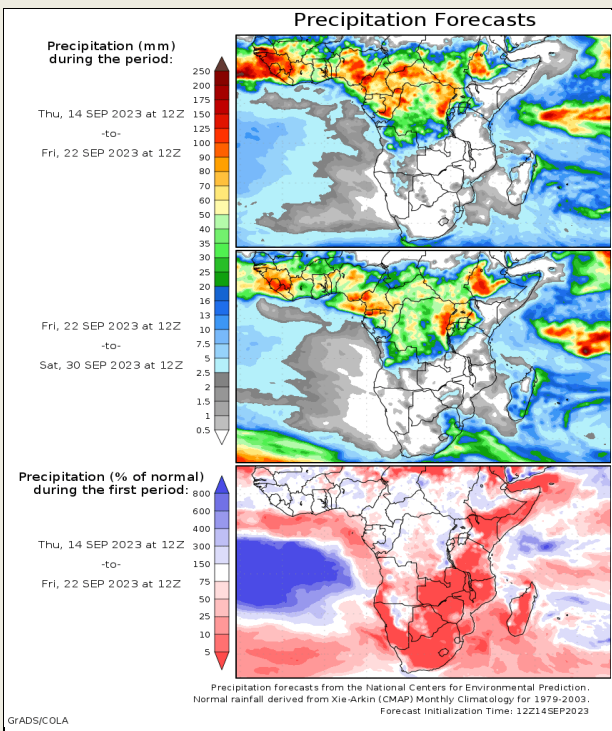 Precipitation Forecasts
Precipitation (mm)
during the period:
Thu, 14 SEP 2023 at 12Z
-to-
Fri, 22 SEP 2023 at 12Z
250
200
175
150
125
100
90
80
70
60
50
40
35
30
25
20
16
13
10
7.5
5
2.5
2
1.5
1
0.5
Fri, 22 SEP 2023 at 12Z
-to-
Sat, 30 SEP 2023 at 12Z
Precipitation (% of normal)
during the first period:
Thu, 14 SEP 2023 at 12Z
-to-
Fri, 22 SEP 2023 at 12Z
800
600
400
300
150
75
50
25
10
5
Precipitation forecasts from the National Centers for Environmental Prediction.
Normal rainfall derived from Xie-Arkin (CMAP) Monthly Climatology for 1979-2003.
Forecast Initialization Time: 12Z14SEP2023
GrADS/COLA